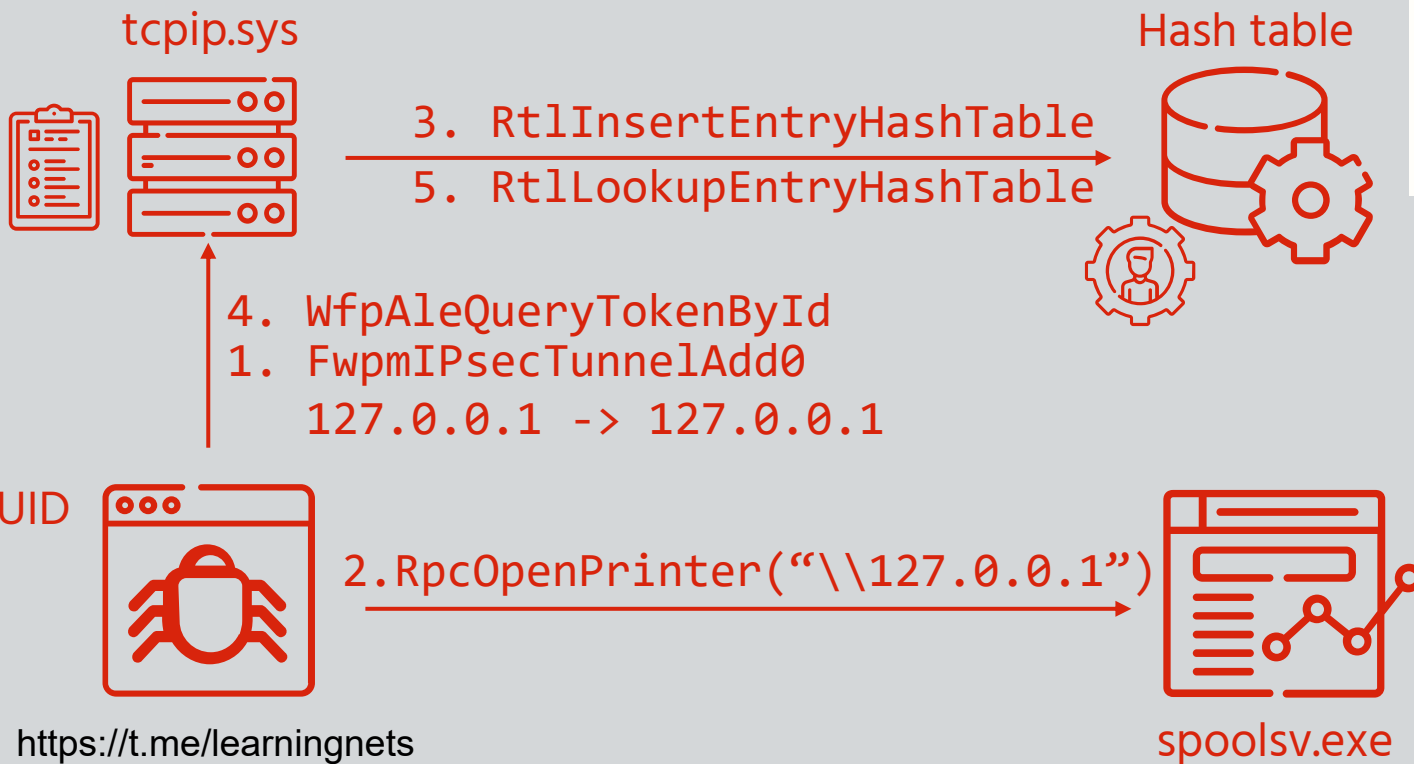 tcpip.sys
Hash table
3. RtlInsertEntryHashTable
5. RtlLookupEntryHashTable
4. WfpAleQueryTokenById
1. FwpmIPsecTunnelAdd0
127.0.0.1 -> 127.0.0.1
UID
2.RpcOpenPrinter(“\\127.0.0.1”)
https://t.me/learningnets
spoolsv.exe